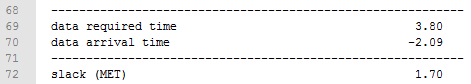 68 --------------------------------------------------------------------------
69 data required time 3.80
70 data arrival time -2.09
71 --------------------------------------------------------------------------
72 slack (MET) 1.70